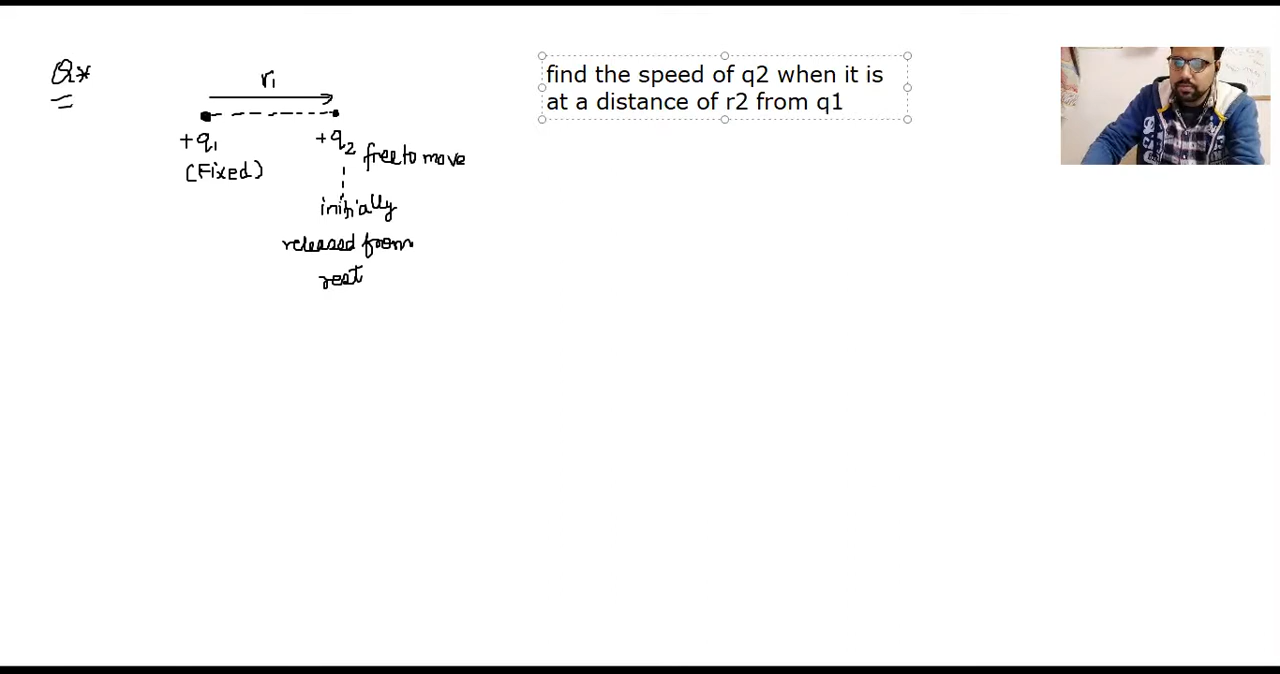 Q*
r₁
+q₁
(Fixed)
+q₂ free to move
initially
released from
rest
find the speed of q2 when it is
at a distance of r2 from q1